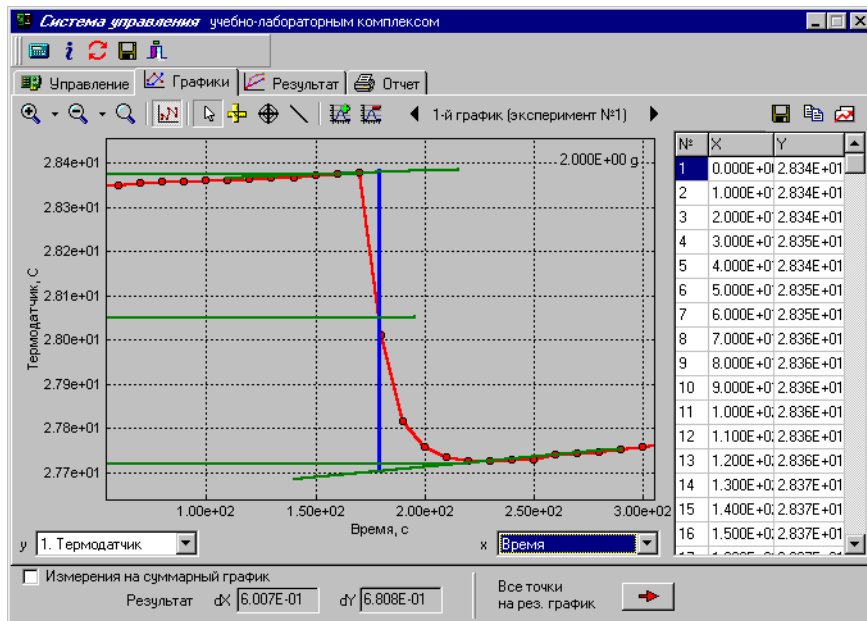 Система управления учебно-лабораторным комплексом
Управление Графики Результат Отчет
1-й график (эксперимент №1)
2.000E+00 g
Термодатчик, C
2.84e+01
2.83e+01
2.82e+01
2.81e+01
2.80e+01
2.79e+01
2.78e+01
2.77e+01
1.00e+02 1.50e+02 2.00e+02 2.50e+02 3.00e+02
Время, с
y 1. Термодатчик x Время
№ X Y
1 0.000E+0 2.834E+01
2 1.000E+0 2.834E+01
3 2.000E+0 2.834E+01
4 3.000E+0 2.835E+01
5 4.000E+0 2.834E+01
6 5.000E+0 2.835E+01
7 6.000E+0 2.835E+01
8 7.000E+0 2.836E+01
9 8.000E+0 2.836E+01
10 9.000E+0 2.836E+01
11 1.000E+0 2.836E+01
12 1.100E+0 2.836E+01
13 1.200E+0 2.836E+01
14 1.300E+0 2.837E+01
15 1.400E+0 2.837E+01
16 1.500E+0 2.837E+01
Измерения на суммарный график
Результат dX 6.007E-01 dY 6.808E-01
Все точки
на рез. график